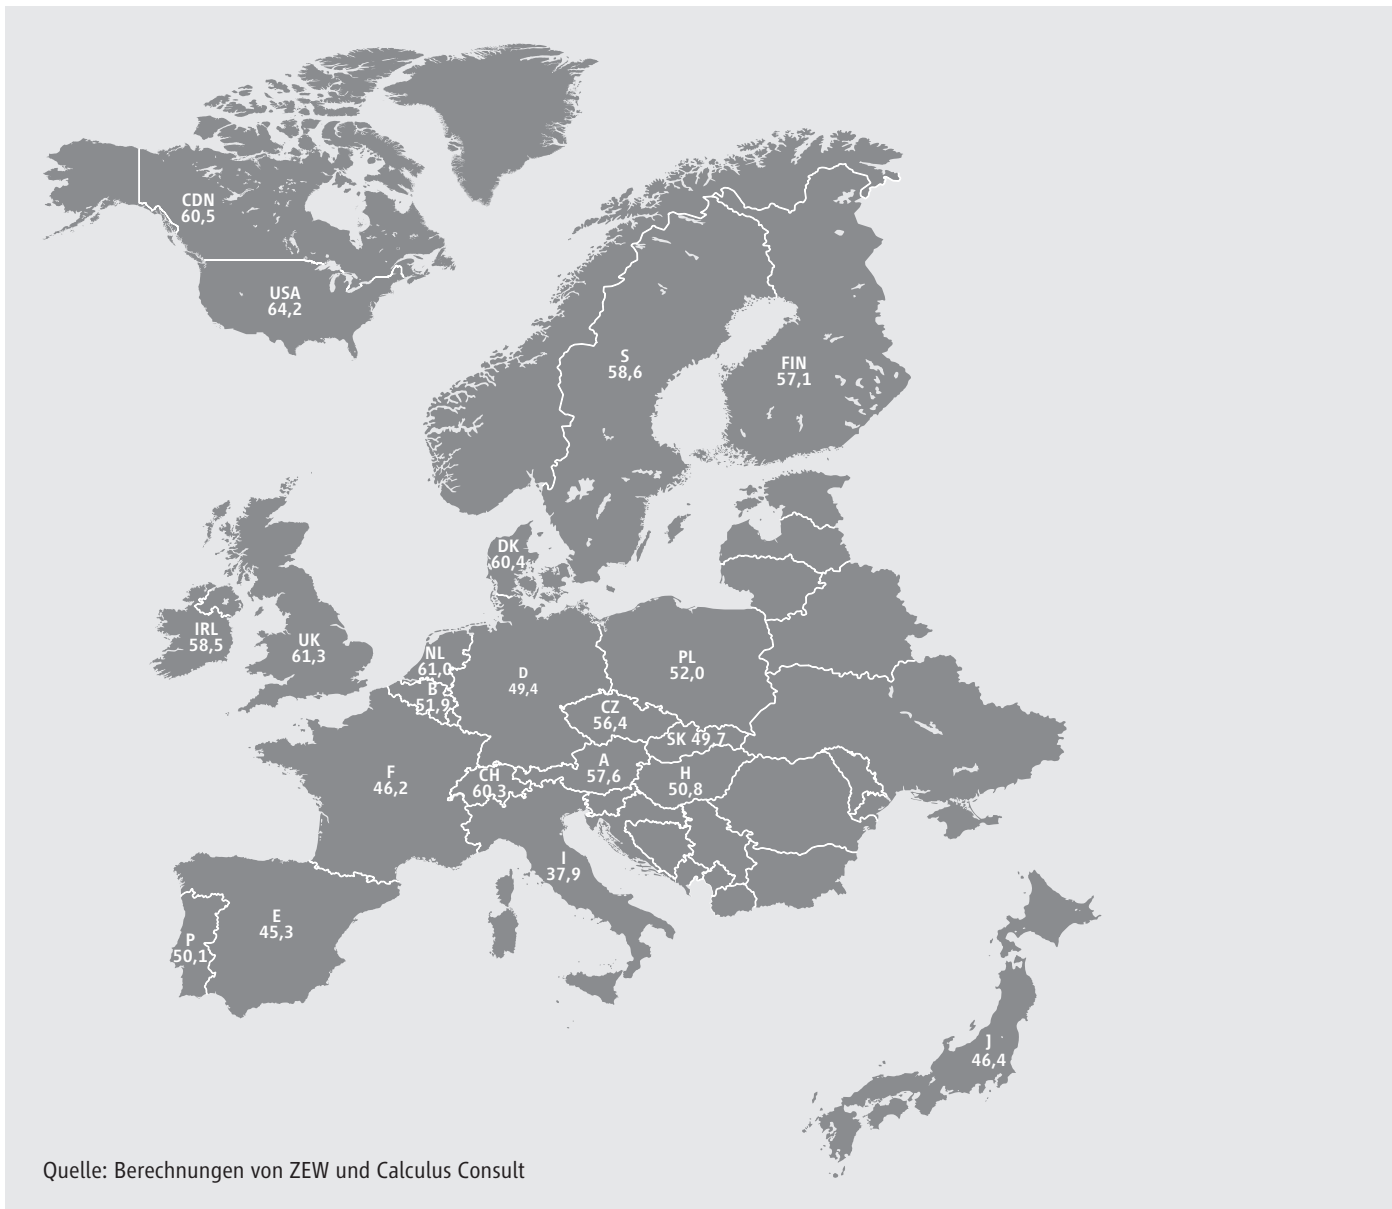 CDN
60,5
USA
64,2
S
58,6
FIN
57,1
DK
60,4
IRL
58,5
UK
61,3
NL
61,0
B
51,9
D
49,4
PL
52,0
CZ
56,4
SK 49,7
F
46,2
CH
60,3
A
57,6
H
50,8
I
37,9
E
45,3
P
50,1
J
46,4
Quelle: Berechnungen von ZEW und Calculus Consult